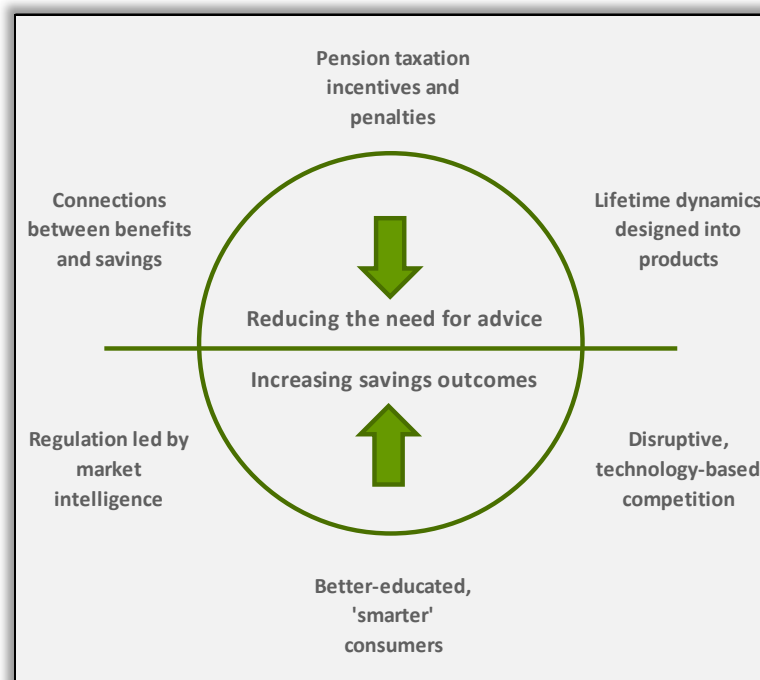 Pension taxation
incentives and
penalties
Connections
between benefits
and savings
Lifetime dynamics
designed into
products
Reducing the need for advice
Increasing savings outcomes
Regulation led by
market
intelligence
Disruptive,
technology-based
competition
Better-educated,
'smarter'
consumers